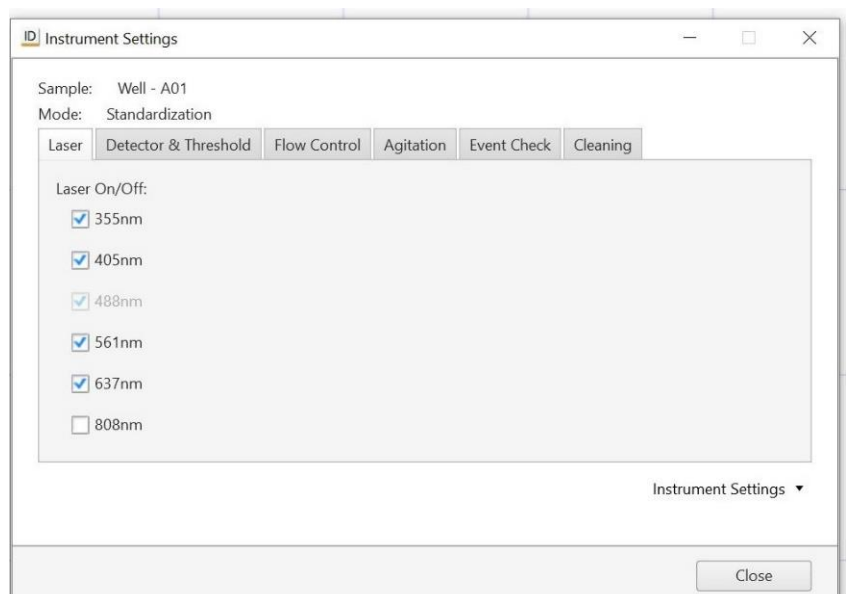 ID Instrument Settings
Sample: Well - A01
Mode: Standardization
Laser Detector & Threshold Flow Control Agitation Event Check Cleaning
Laser On/Off:
355nm
405nm
488nm
561nm
637nm
808nm
Instrument Settings
Close